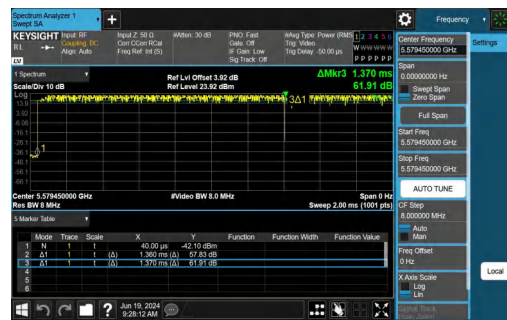 Spectrum Analyzer 1
Swept SA
+
Frequency
KEYSIGHT
RL
LV
Input: RF
Coupling: DC
Align: Auto
Input Z: 50 Ω
Corr CCorr RCal
Freq Ref: Int (S)
#Atten: 30 dB
PNO: Fast
Gate: Off
IF Gain: Low
Sig Track: Off
#Avg Type: Power (RMS
Trig: Video
Trig Delay: -50.00 µs
1 2 3 4 5 6
W W W W W W
P P P P P P
Center Frequency
5.579450000 GHz
Settings
1 Spectrum
Scale/Div 10 dB
Ref Lvl Offset 3.92 dB
Ref Level 23.92 dBm
ΔMkr3 1.370 ms
61.91 dB
Span
0.00000000 Hz
Swept Span
Zero Span
Full Span
Start Freq
5.579450000 GHz
Stop Freq
5.579450000 GHz
AUTO TUNE
CF Step
8.000000 MHz
Auto
Man
Freq Offset
0 Hz
X Axis Scale
Log
Lin
Local
Log
13.9
3.92
-6.08
-16.1
-26.1
-36.1
-46.1
-56.1
-66.1
1
3Δ1
Center 5.579450000 GHz
Res BW 8 MHz
#Video BW 8.0 MHz
Span 0 Hz
Sweep 2.00 ms (1001 pts)
5 Marker Table
Mode Trace Scale X Y Function Function Width Function Value
1 N 1 t 40.00 µs -42.10 dBm
2 Δ1 1 t (Δ) 1.360 ms (Δ) 57.83 dB
3 Δ1 1 t (Δ) 1.370 ms (Δ) 61.91 dB
4
5
6
?
Jun 19, 2024
9:28:12 AM